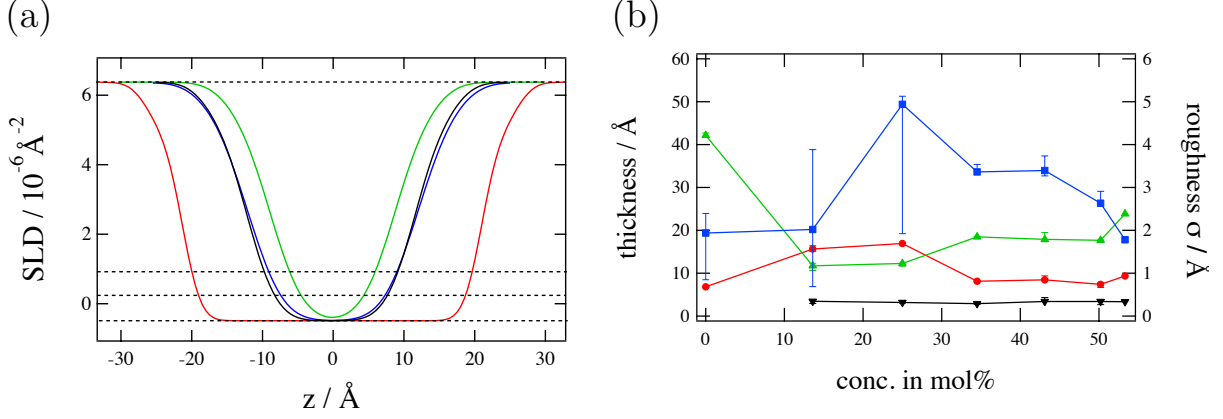 (a)
SLD / 10⁻⁶ Å⁻²
6
4
2
0
-30 -20 -10 0 10 20 30
z / Å
(b)
thickness / Å
60
50
40
30
20
10
0
6
5
4
3
2
1
0
roughness σ / Å
0 10 20 30 40 50
conc. in mol%